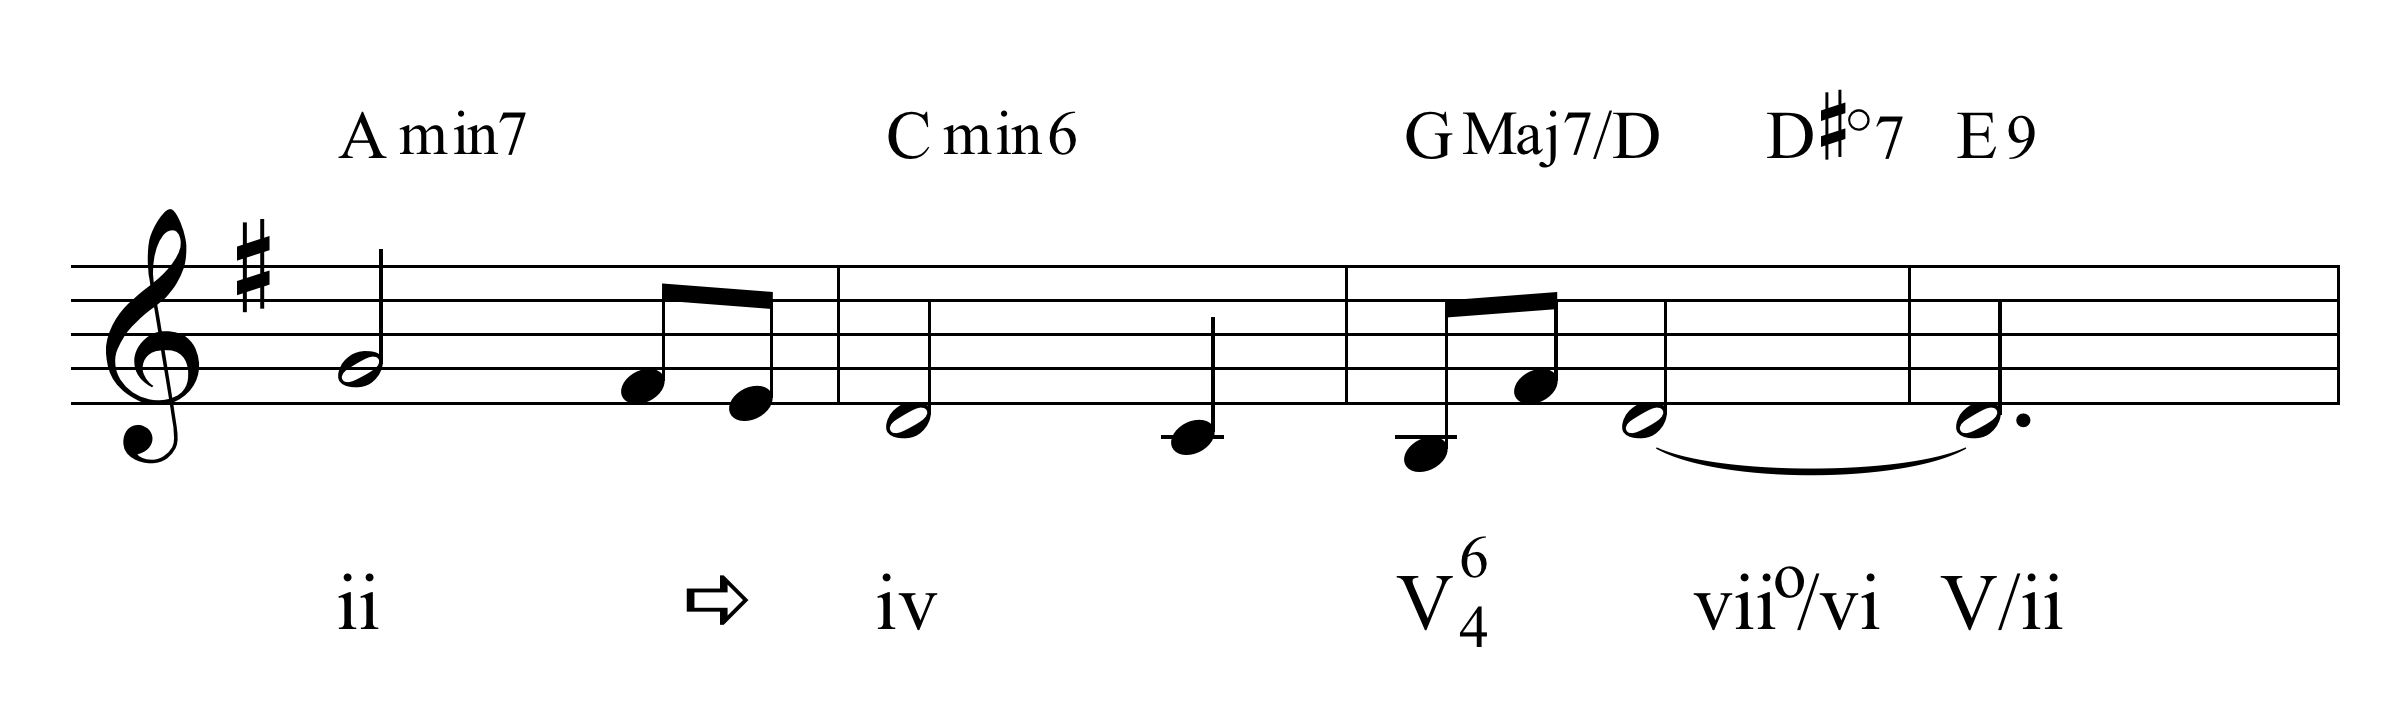 A min7 C min6 G Maj7/D D♯○7 E 9
ii ⇨ iv V6/4 viio/vi V/ii